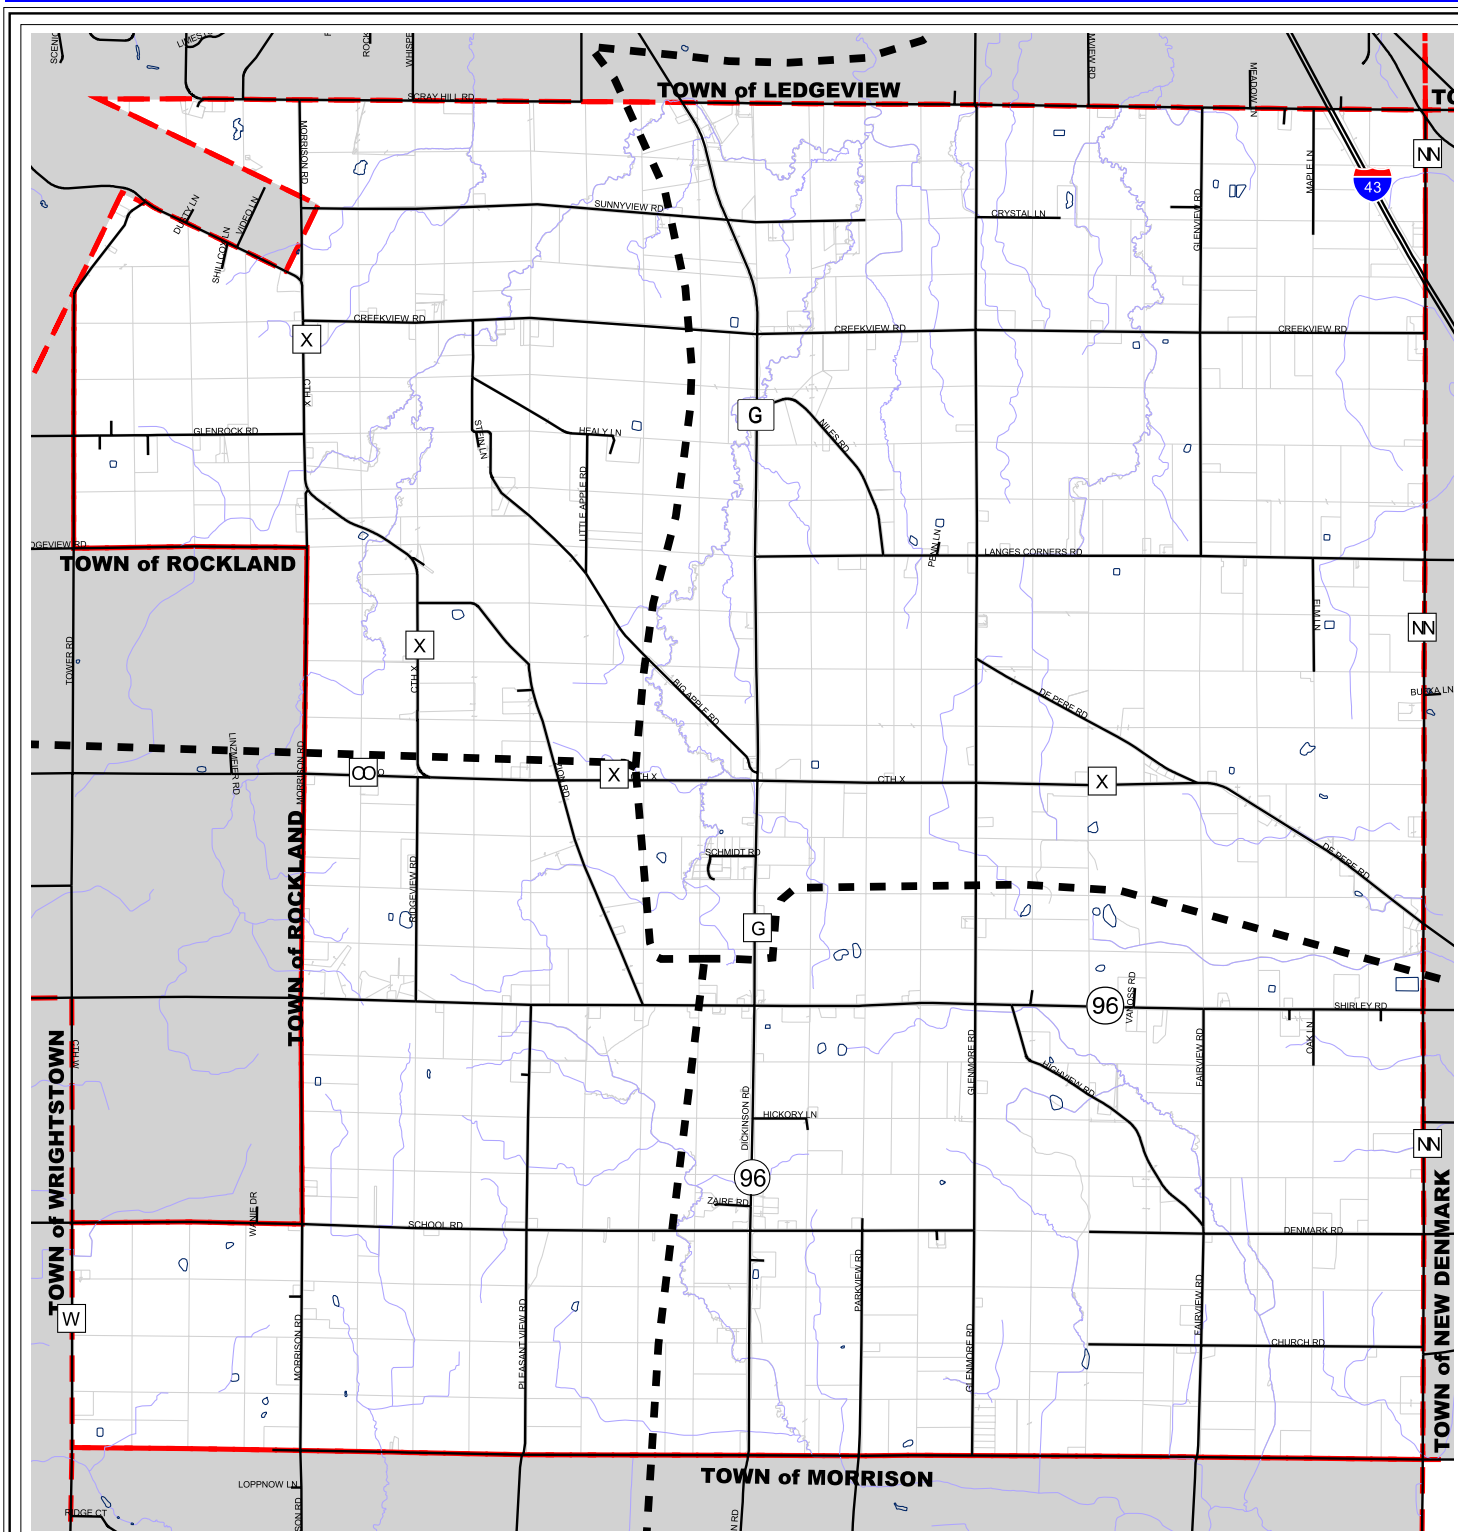 SCRAY HILL RD
TOWN of LEDGEVIEW
MEADOW LN
NN
43
MORRISON RD
MAPLE LN
DUSTY LN
VIDEO LN
SHILLCOX LN
SUNNYVIEW RD
CRYSTAL LN
GLENVIEW RD
CREEKVIEW RD
CREEKVIEW RD
CREEKVIEW RD
X
CTH X
G
GLENROCK RD
STEIN LN
HEALY LN
NILES RD
LITTLE APPLE RD
TOWN of ROCKLAND
PENN LN
LANGES CORNERS RD
ELM LN
NN
X
TOWER RD
CTH X
BIG APPLE RD
DE PERE RD
LINZMEIER RD
MORRISON RD
X
CTH X
X
SCHMIDT RD
DE PERE RD
RIDGEVIEW RD
TOWN of ROCKLAND
G
96
SHIRLEY RD
OAK LN
CTH W
TOWN of WRIGHTSTOWN
GLENMORE RD
HIGHVIEW RD
FAIRVIEW RD
DICKINSON RD
HICKORY LN
NN
96
ZAIRE RD
SCHOOL RD
DENMARK RD
TOWN of NEW DENMARK
W
MORRISON RD
PLEASANT VIEW RD
PARKVIEW RD
GLENMORE RD
FAIRVIEW RD
CHURCH RD
TOWN of MORRISON
LOPPNOW LN
RIDGE CT